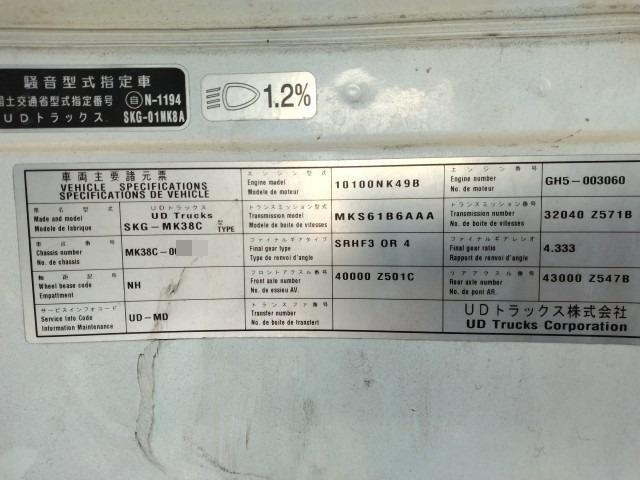 騒音型式指定車
国土交通省型式指定番号 自 N-1194
UDトラックス SKG-01MK8A
1.2%
車両主要諸元票
VEHICLE SPECIFICATIONS
SPECIFICATIONS DE VEHICLE
車名型式
Made and model
Modele de fabrique
UDトラックス
UD Trucks
SKG-MK38C
型
TYPE
車台番号
Chassis number
No. de chassis
MK38C-0
軸距記号
Wheel base code
Empattment
NH
サービスインフォコード
Service Info Code
Information Maintenance
UD-MD
エンジン型式
Engine model
Modele de moteur
10100NK49B
トランスミッション型式
Transmission model
Modele de boite de vitesses
MKS61B6AAA
ファイナルギアタイプ
Final gear type
Type de renvoi d'angle
SRHF3 OR 4
フロントアクスル番号
Front axle number
No. de essieu AV.
40000 Z501C
トランスファ番号
Transfer number
No. de boite de transfert
エンジン番号
Engine number
No. de moteur
GH5-003060
トランスミッション番号
Transmission number
No. de boite de vitesses
32040 Z571B
ファイナルギアレシオ
Final gear ratio
Rapport de renvoi d'angle
4.333
リアアクスル番号
Rear axle number
No. de pont AR.
43000 Z547B
UDトラックス株式会社
UD Trucks Corporation